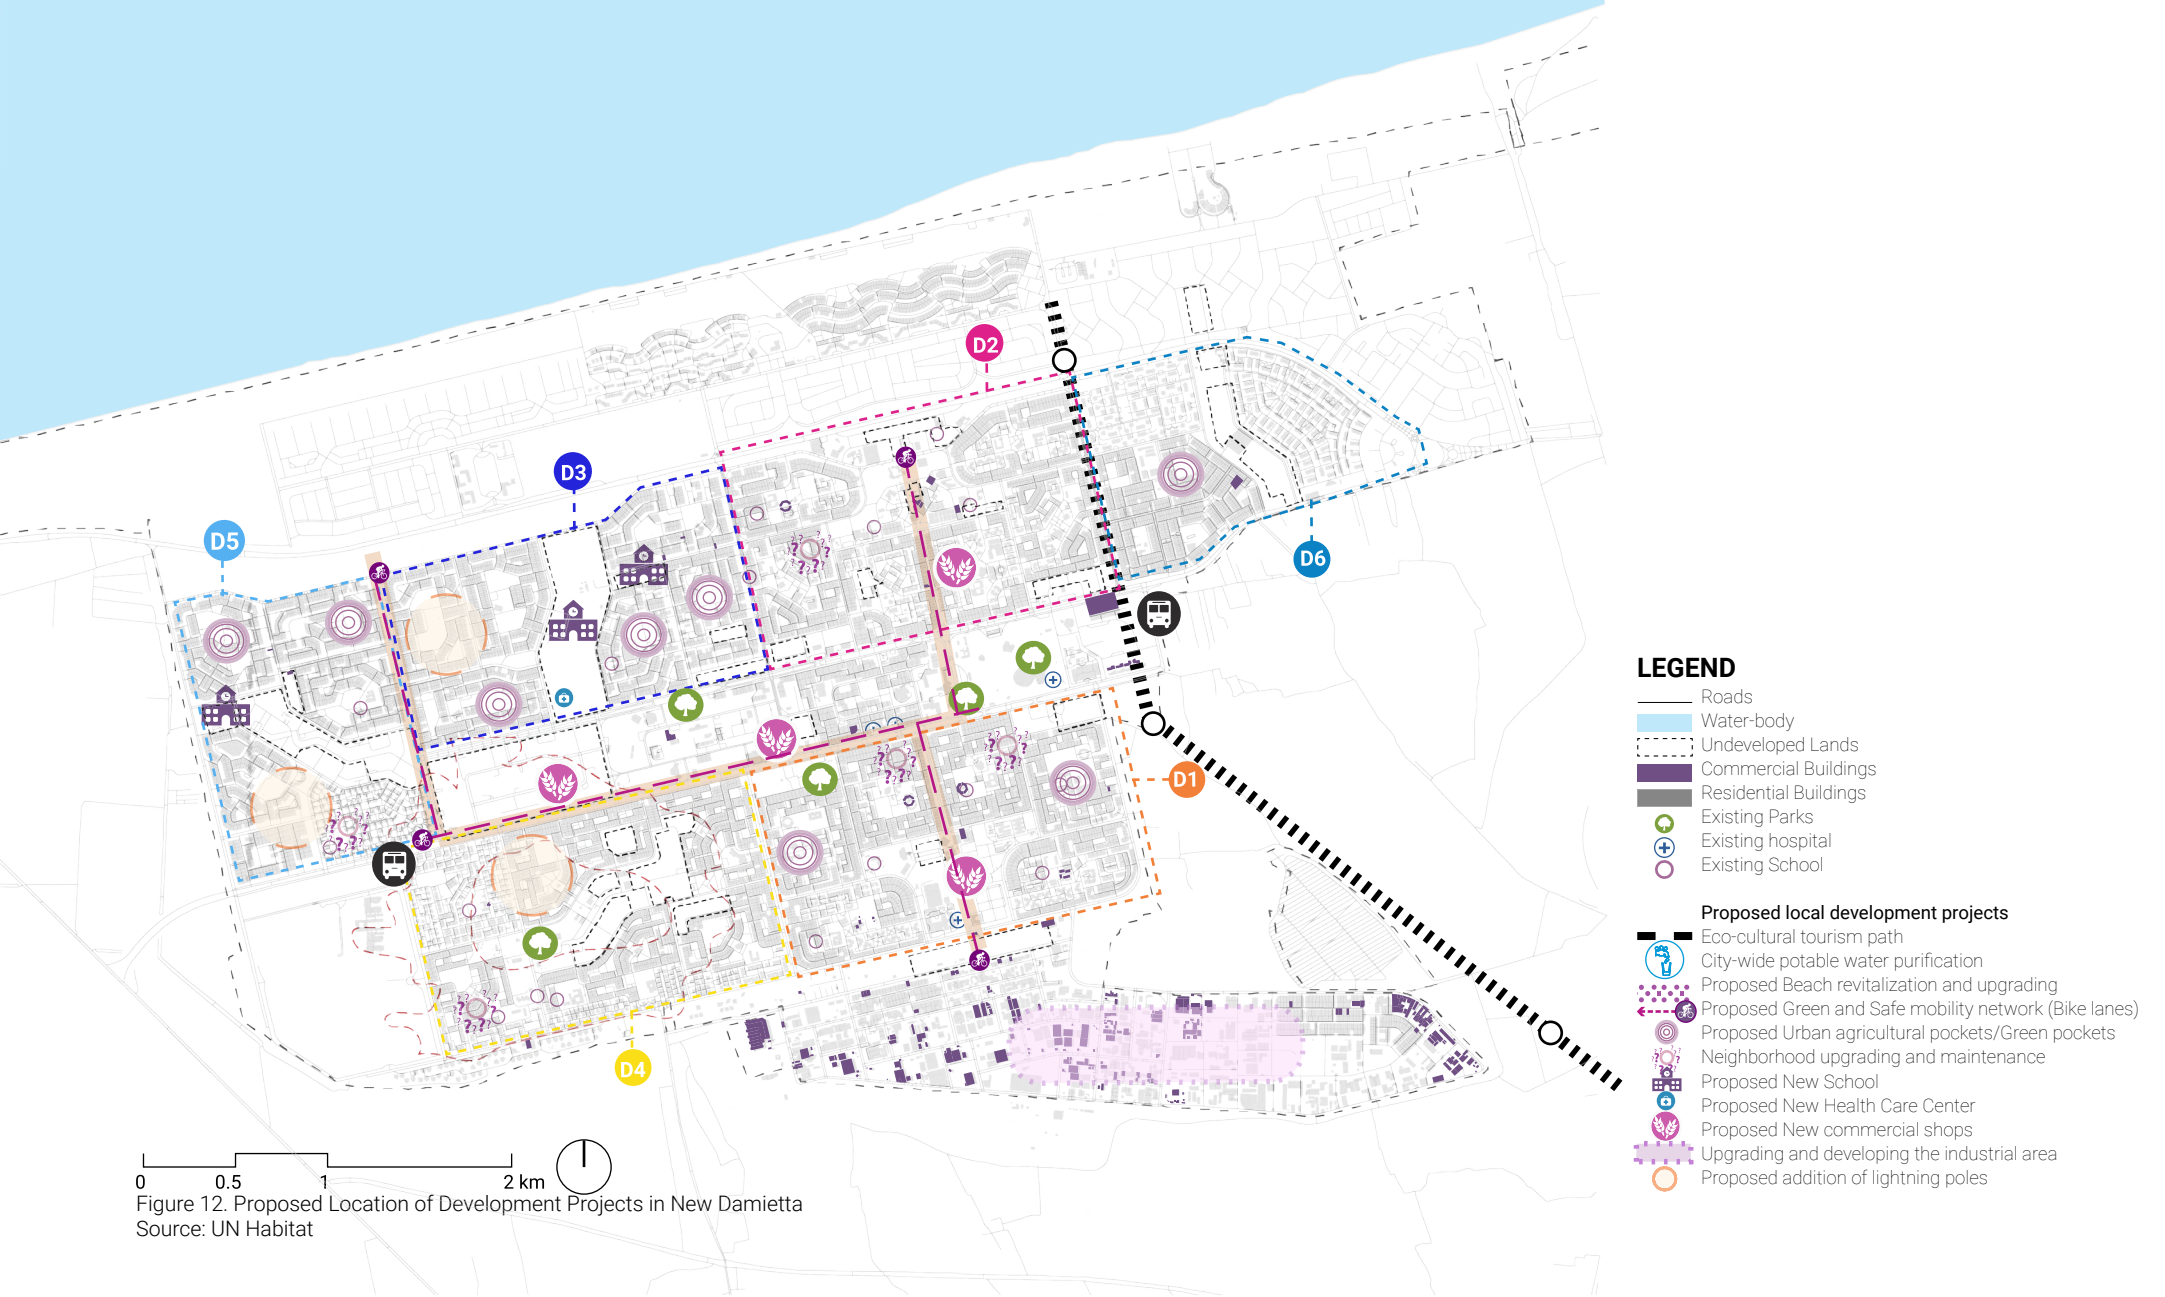 D2
D3
D5
D6
D1
D4
LEGEND
Roads
Water-body
Undeveloped Lands
Commercial Buildings
Residential Buildings
Existing Parks
Existing hospital
Existing School
Proposed local development projects
Eco-cultural tourism path
City-wide potable water purification
Proposed Beach revitalization and upgrading
Proposed Green and Safe mobility network (Bike lanes)
Proposed Urban agricultural pockets/Green pockets
Neighborhood upgrading and maintenance
Proposed New School
Proposed New Health Care Center
Proposed New commercial shops
Upgrading and developing the industrial area
Proposed addition of lightning poles
0 0.5 1 2 km
Figure 12. Proposed Location of Development Projects in New Damietta
Source: UN Habitat